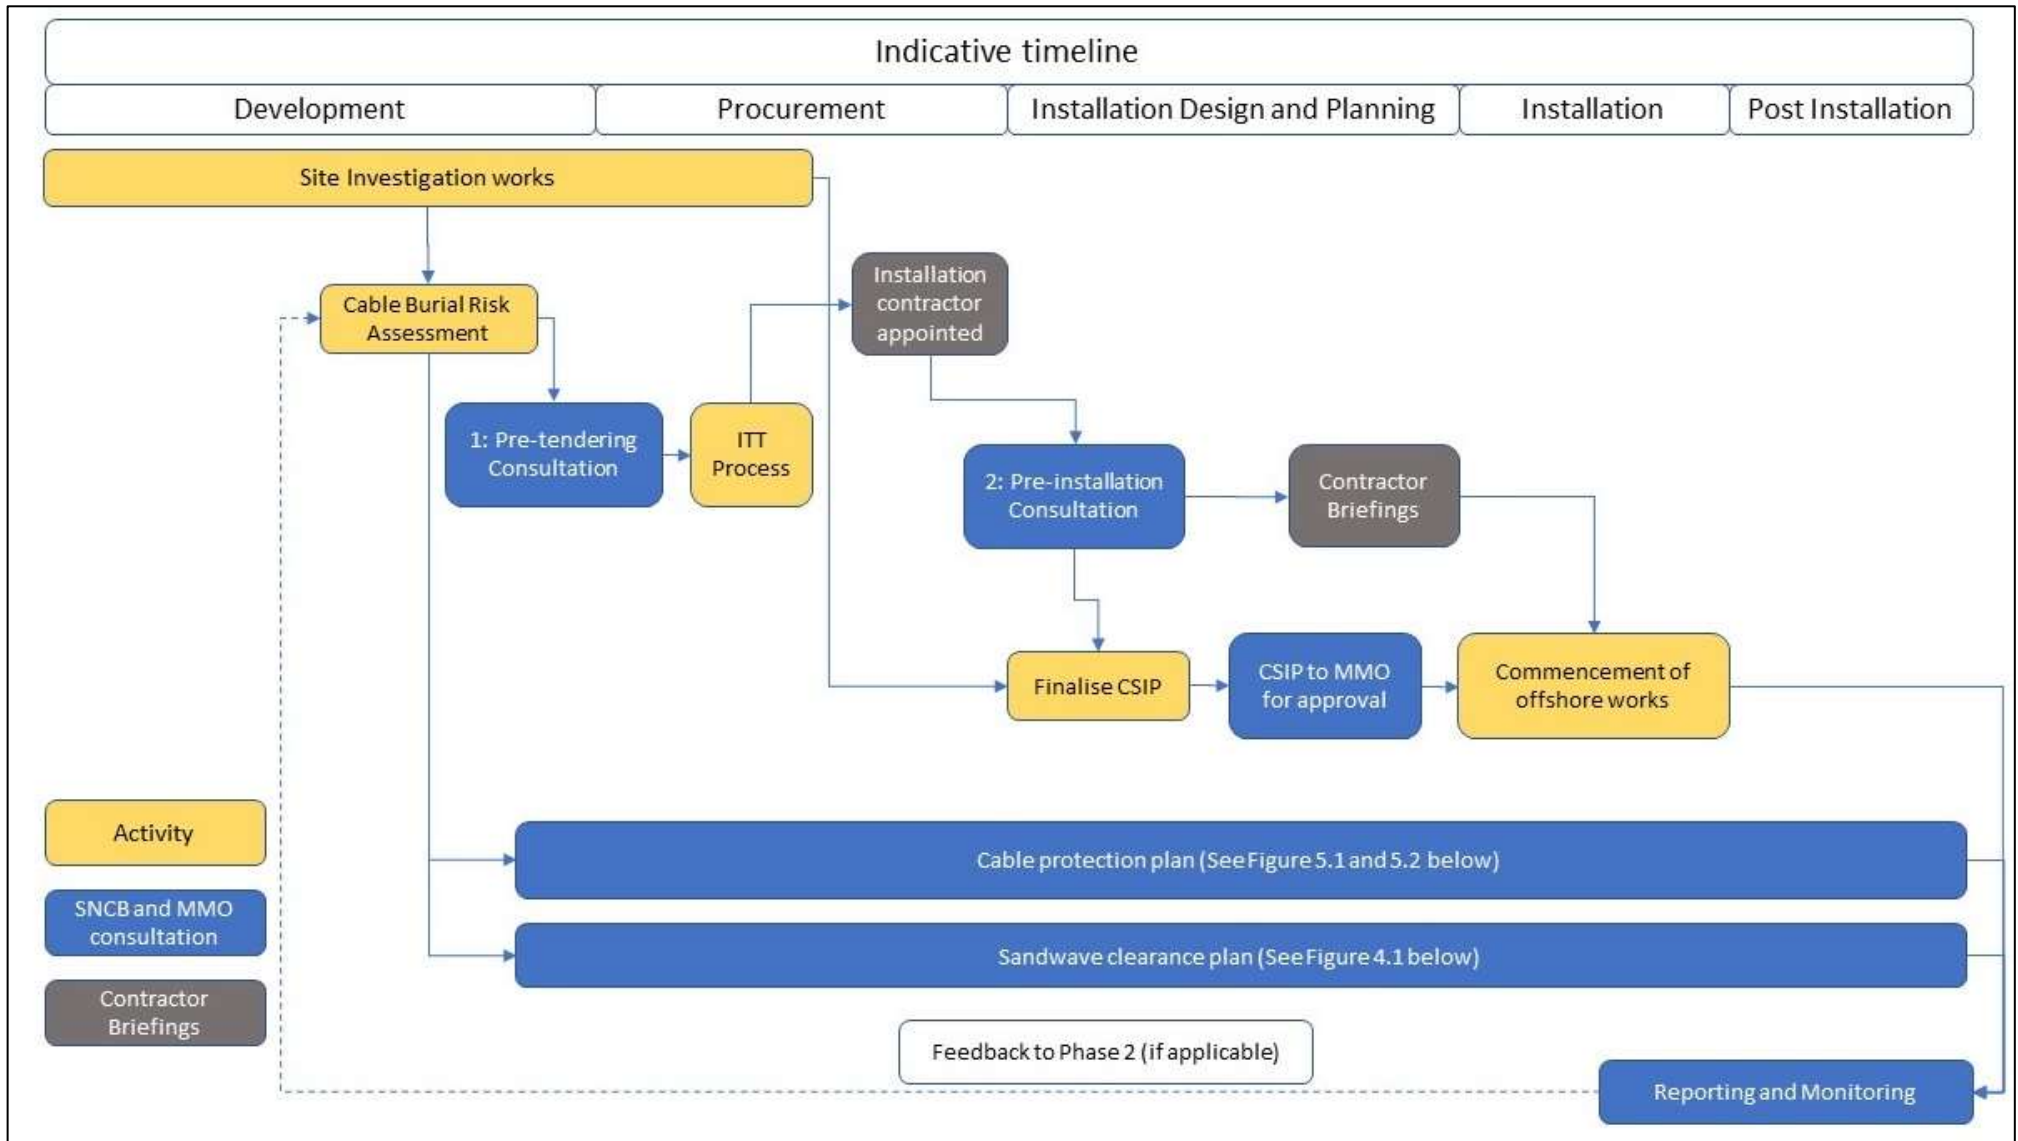 Indicative timeline
Development
Procurement
Installation Design and Planning
Installation
Post Installation
Site Investigation works
Installation
contractor
appointed
Cable Burial Risk
Assessment
1: Pre-tendering
Consultation
ITT
Process
2: Pre-installation
Consultation
Contractor
Briefings
Finalise CSIP
CSIP to MMO
for approval
Commencement of
offshore works
Activity
SNCB and MMO
consultation
Contractor
Briefings
Cable protection plan (See Figure 5.1 and 5.2 below)
Sandwave clearance plan (See Figure 4.1 below)
Feedback to Phase 2 (if applicable)
Reporting and Monitoring